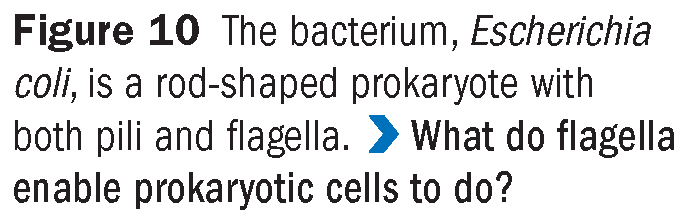 Figure 10 The bacterium, Escherichia
coli, is a rod-shaped prokaryote with
both pili and flagella. ❯ What do flagella
enable prokaryotic cells to do?